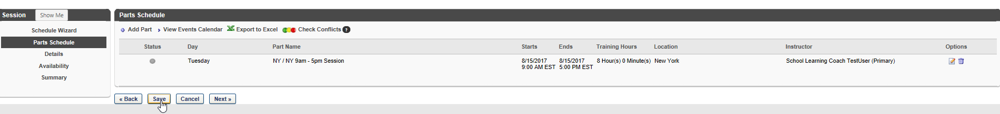 Session Show Me
Schedule Wizard
Parts Schedule
Details
Availability
Summary
Parts Schedule
Add Part View Events Calendar Export to Excel Check Conflicts ?
Status Day Part Name Starts Ends Training Hours Location Instructor Options
Tuesday NY / NY 9am - 5pm Session 8/15/2017 8/15/2017 8 Hour(s) 0 Minute(s) New York School Learning Coach TestUser (Primary)
9:00 AM EST 5:00 PM EST
« Back Save Cancel Next »